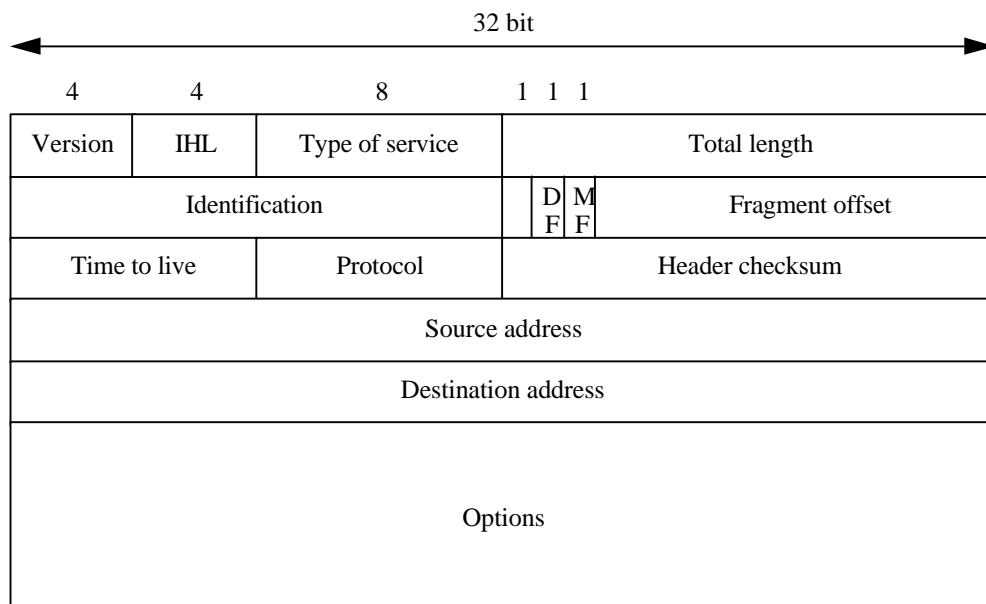 32 bit
4 4 8 1 1 1
Version IHL Type of service Total length
Identification D F M F Fragment offset
Time to live Protocol Header checksum
Source address
Destination address
Options